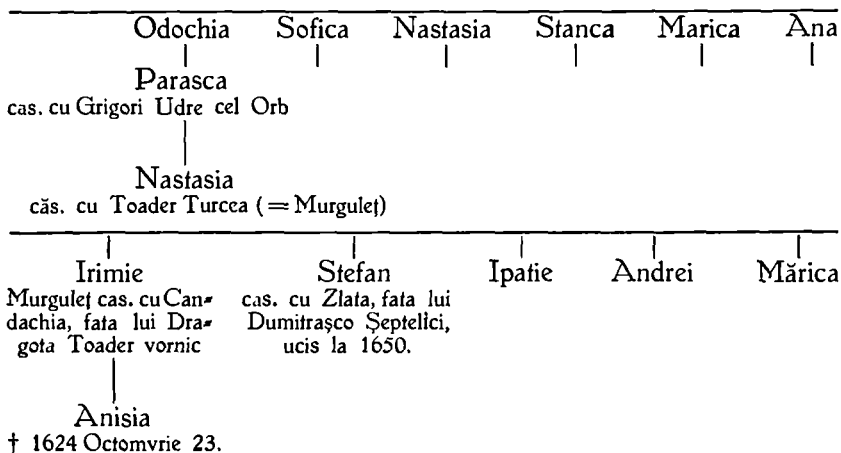 Odochia Sofica Nastasia Stanca Marica Ana
Parasca
cas. cu Grigori Udre cel Orb
Nastasia
căs. cu Toader Turcea (=Murguleț)
Irimie Stefan Ipatie Andrei Mărica
Murguleț cas. cu Can- cas. cu Zlata, fata lui
dachia, fata lui Dra- Dumitrașco Șeptelici,
gota Toader vornic ucis la 1650.
Anisia
† 1624 Octomvrie 23.